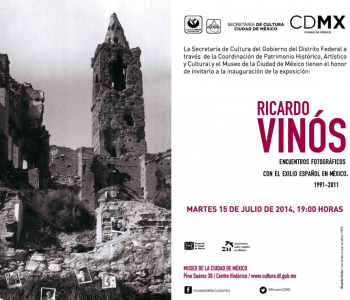 SECRETARÍA DE CULTURA
CIUDAD DE MÉXICO
CDMX
CIUDAD DE MÉXICO
La Secretaría de Cultura del Gobierno del Distrito Federal a
través de la Coordinación de Patrimonio Histórico, Artístico
y Cultural y el Museo de la Ciudad de México tienen el honor
de invitarlo a la inauguración de la exposición:
RICARDO
VINÓS
ENCUENTROS FOTOGRÁFICOS
CON EL EXILIO ESPAÑOL EN MÉXICO.
1991-2011
MARTES 15 DE JULIO DE 2014, 19:00 HORAS
MUSEO DE LA CIUDAD DE MÉXICO
Pino Suárez 30 / Centro Histórico / www.cultura.df.gob.mx